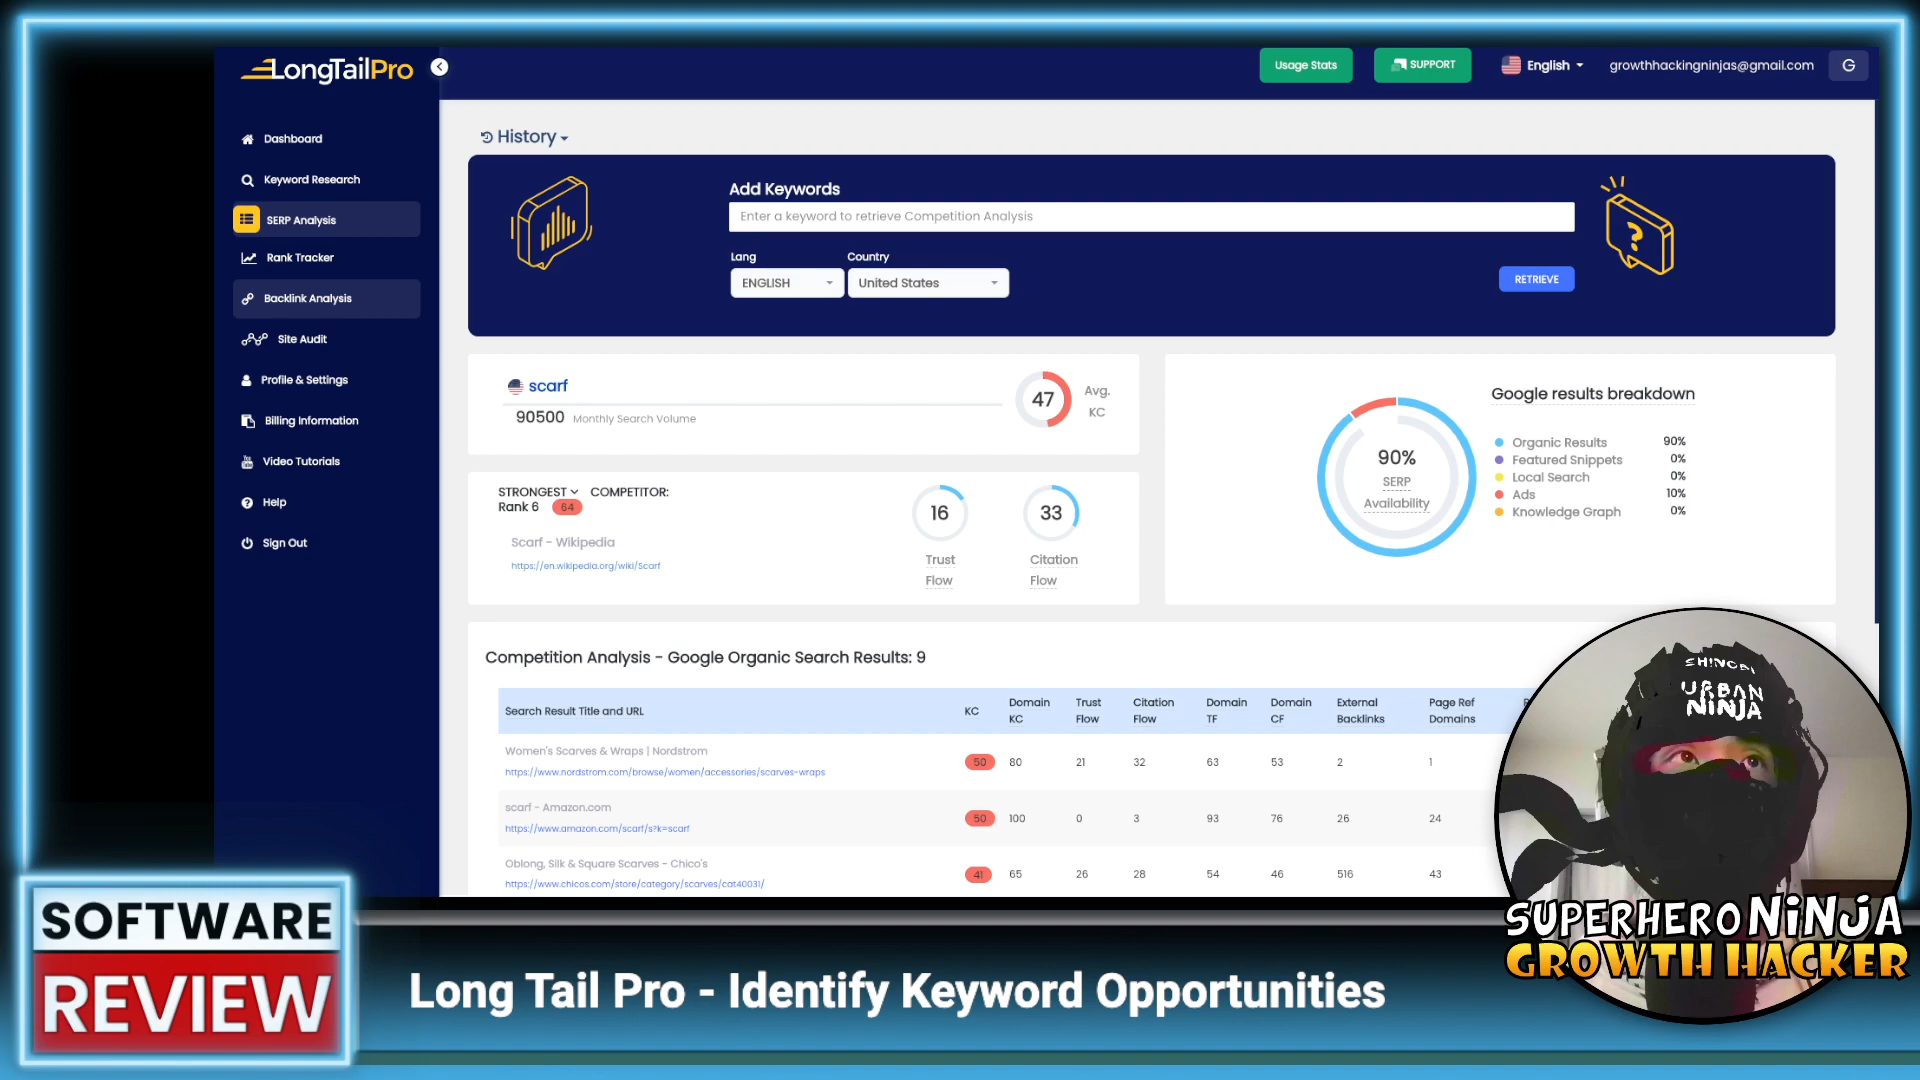 LongTailPro
Usage Stats
SUPPORT
English
growthhackingninjas@gmail.com
G
Dashboard
Keyword Research
SERP Analysis
Rank Tracker
Backlink Analysis
Site Audit
Profile & Settings
Billing Information
Video Tutorials
Help
Sign Out
History
Add Keywords
Enter a keyword to retrieve Competition Analysis
Lang Country
ENGLISH United States
RETRIEVE
?
scarf
90500 Monthly Search Volume
47
Avg.
KC
STRONGEST COMPETITOR:
Rank 6 64
Scarf - Wikipedia
https://en.wikipedia.org/wiki/Scarf
16
Trust
Flow
33
Citation
Flow
90%
SERP
Availability
Google results breakdown
Organic Results 90%
Featured Snippets 0%
Local Search 0%
Ads 10%
Knowledge Graph 0%
Competition Analysis - Google Organic Search Results: 9
Search Result Title and URL KC Domain KC Trust Flow Citation Flow Domain TF Domain CF External Backlinks Page Ref Domains
Women's Scarves & Wraps | Nordstrom
https://www.nordstrom.com/browse/women/accessories/scarves-wraps
50 80 21 32 63 53 2 1
scarf - Amazon.com
https://www.amazon.com/scarf/s?k=scarf
50 100 0 3 93 76 26 24
Oblong, Silk & Square Scarves - Chico's
https://www.chicos.com/store/category/scarves/cat40031/
41 65 26 28 54 46 516 43
SHINOBI
URBAN
NINJA
SUPERHERO NiNJA
GROWTH HACKER
SOFTWARE
REVIEW
Long Tail Pro - Identify Keyword Opportunities